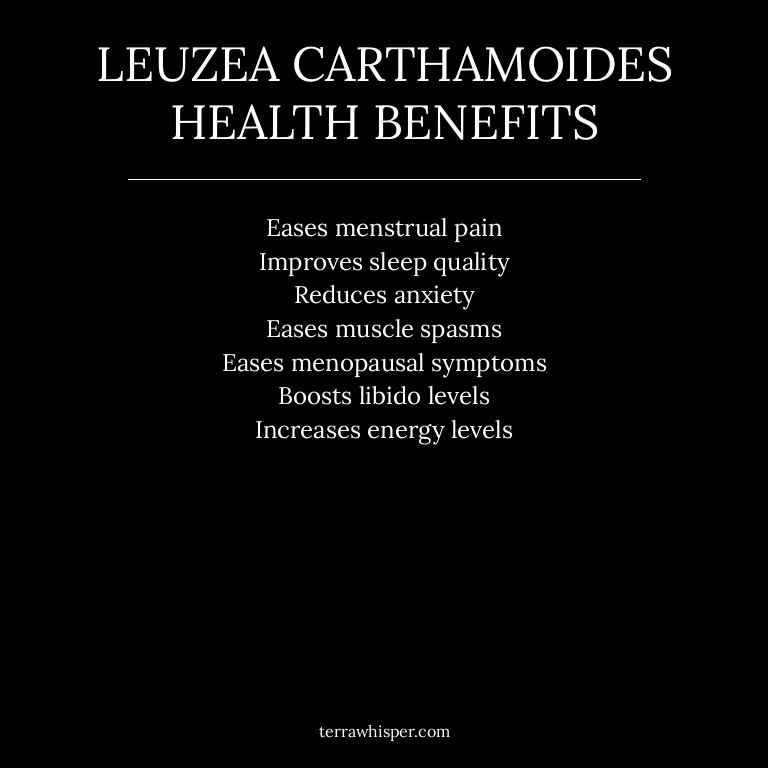 LEUZEA CARTHAMOIDES
HEALTH BENEFITS
Eases menstrual pain
Improves sleep quality
Reduces anxiety
Eases muscle spasms
Eases menopausal symptoms
Boosts libido levels
Increases energy levels
terrawhisper.com